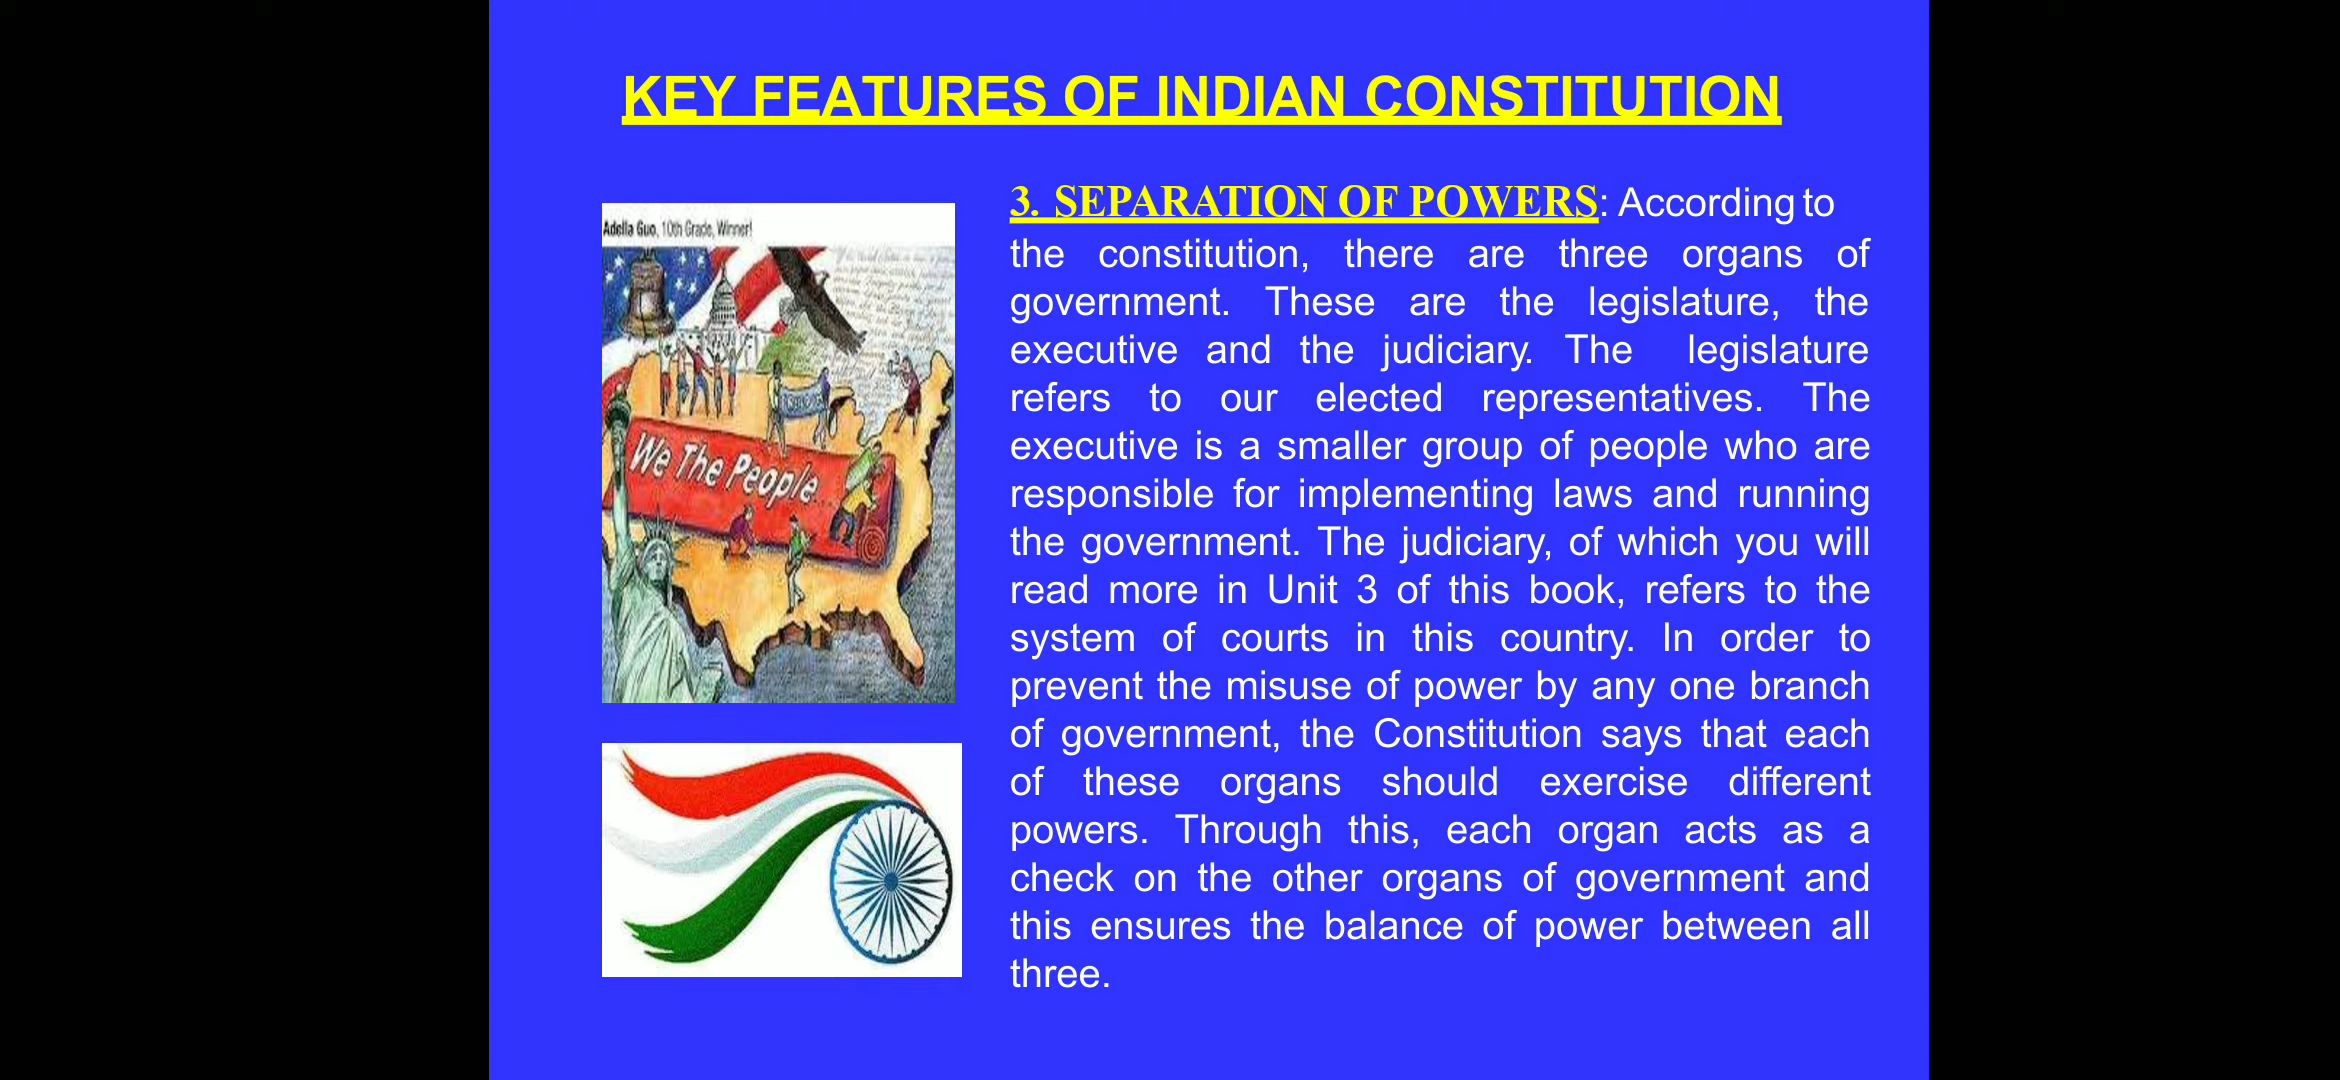 KEY FEATURES OF INDIAN CONSTITUTION
Adella Guo, 10th Grade, Winner!
We The People
3. SEPARATION OF POWERS: According to
the constitution, there are three organs of
government. These are the legislature, the
executive and the judiciary. The legislature
refers to our elected representatives. The
executive is a smaller group of people who are
responsible for implementing laws and running
the government. The judiciary, of which you will
read more in Unit 3 of this book, refers to the
system of courts in this country. In order to
prevent the misuse of power by any one branch
of government, the Constitution says that each
of these organs should exercise different
powers. Through this, each organ acts as a
check on the other organs of government and
this ensures the balance of power between all
three.